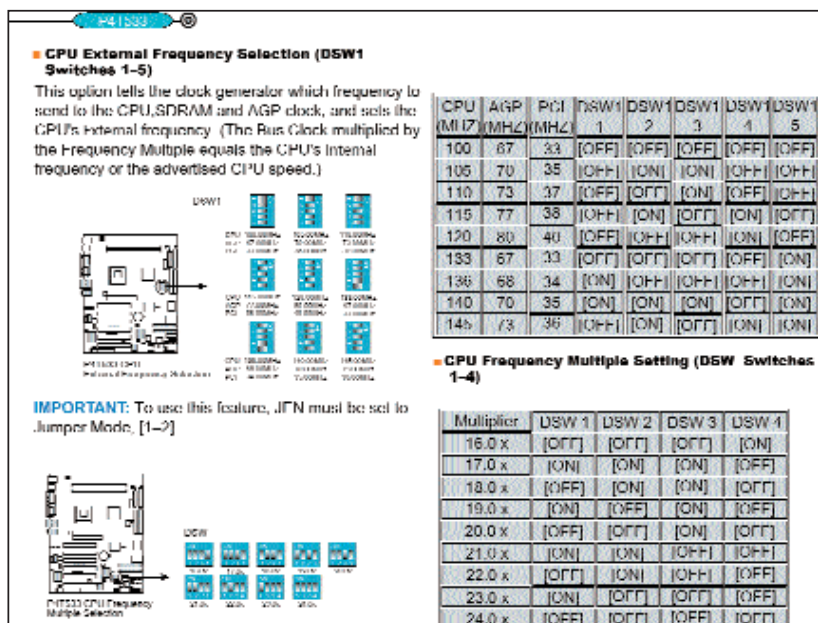 P4T533
CPU External Frequency Selection (DSW1
Switches 1–5)
This option tells the clock generator which frequency to
send to the CPU,SDRAM and AGP clock, and sets the
CPU's External frequency. (The Bus Clock multiplied by
the Frequency Multiple equals the CPU's Internal
frequency or the advertised CPU speed.)
DSW1
P4T533 CPU
External Frequency Selection
IMPORTANT: To use this feature, JEN must be set to
Jumper Mode, [1–2]
DSW
P4T533 CPU Frequency
Multiple Selection
CPU AGP PCI DSW1 DSW1 DSW1 DSW1 DSW1
(MHZ) (MHZ) (MHZ) 1 2 3 4 5
100 67 33 [OFF] [OFF] [OFF] [OFF] [OFF]
105 70 35 [OFF] [ON] [ON] [OFF] [OFF]
110 73 37 [OFF] [OFF] [ON] [OFF] [OFF]
115 77 38 [OFF] [ON] [OFF] [ON] [OFF]
120 80 40 [OFF] [OFF] [OFF] [ON] [OFF]
133 67 33 [OFF] [OFF] [OFF] [OFF] [ON]
136 68 34 [ON] [OFF] [OFF] [OFF] [ON]
140 70 35 [ON] [ON] [ON] [OFF] [ON]
145 73 36 [OFF] [ON] [OFF] [ON] [ON]
CPU Frequency Multiple Setting (DSW Switches
1–4)
Multiplier DSW 1 DSW 2 DSW 3 DSW 4
16.0 x [OFF] [OFF] [OFF] [ON]
17.0 x [ON] [ON] [ON] [OFF]
18.0 x [OFF] [ON] [ON] [OFF]
19.0 x [ON] [OFF] [ON] [OFF]
20.0 x [OFF] [OFF] [ON] [OFF]
21.0 x [ON] [ON] [OFF] [OFF]
22.0 x [OFF] [ON] [OFF] [OFF]
23.0 x [ON] [OFF] [OFF] [OFF]
24.0 x [OFF] [OFF] [OFF] [OFF]